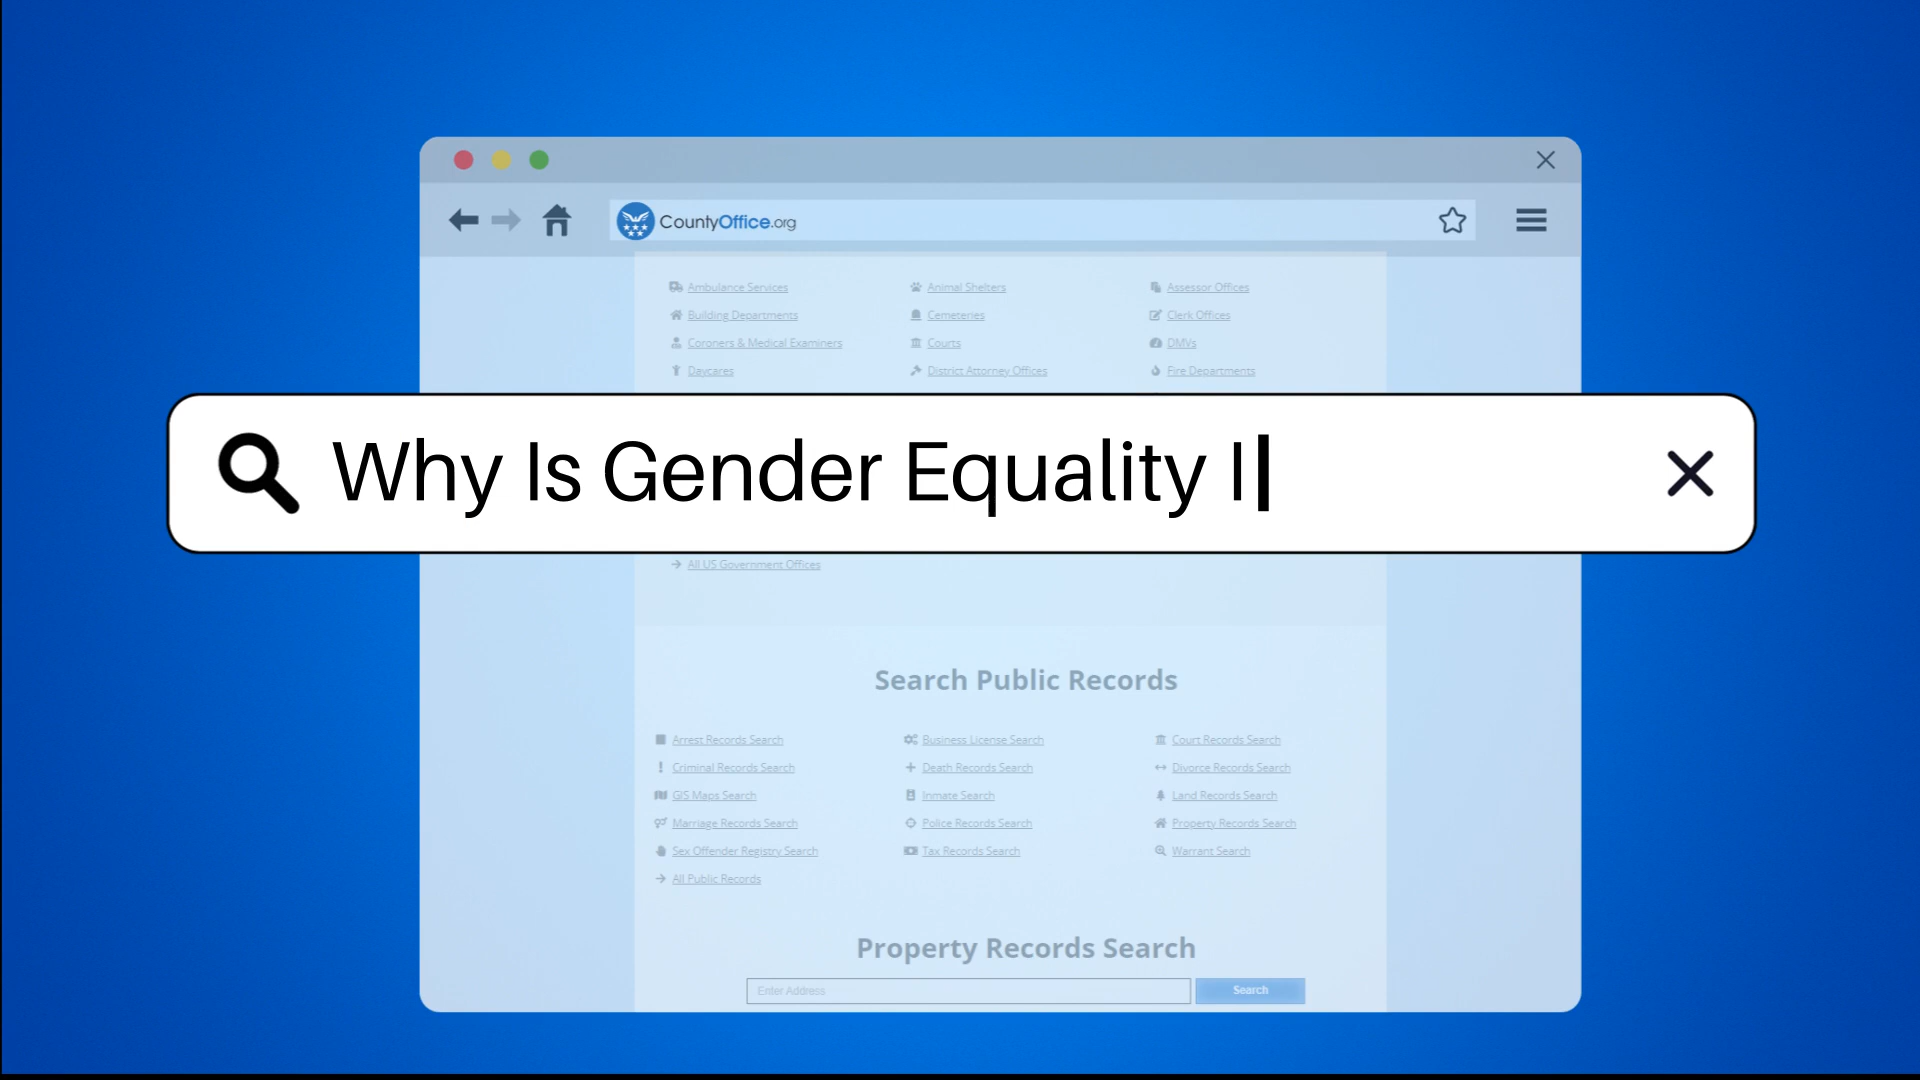 CountyOffice.org
Ambulance Services Animal Shelters Assessor Offices
Building Departments Cemeteries Clerk Offices
Coroners & Medical Examiners Courts DMVs
Daycares District Attorney Offices Fire Departments
Why Is Gender Equality I
All US Government Offices
Search Public Records
Arrest Records Search Business License Search Court Records Search
Criminal Records Search Death Records Search Divorce Records Search
GIS Maps Search Inmate Search Land Records Search
Marriage Records Search Police Records Search Property Records Search
Sex Offender Registry Search Tax Records Search Warrant Search
All Public Records
Property Records Search
Enter Address Search